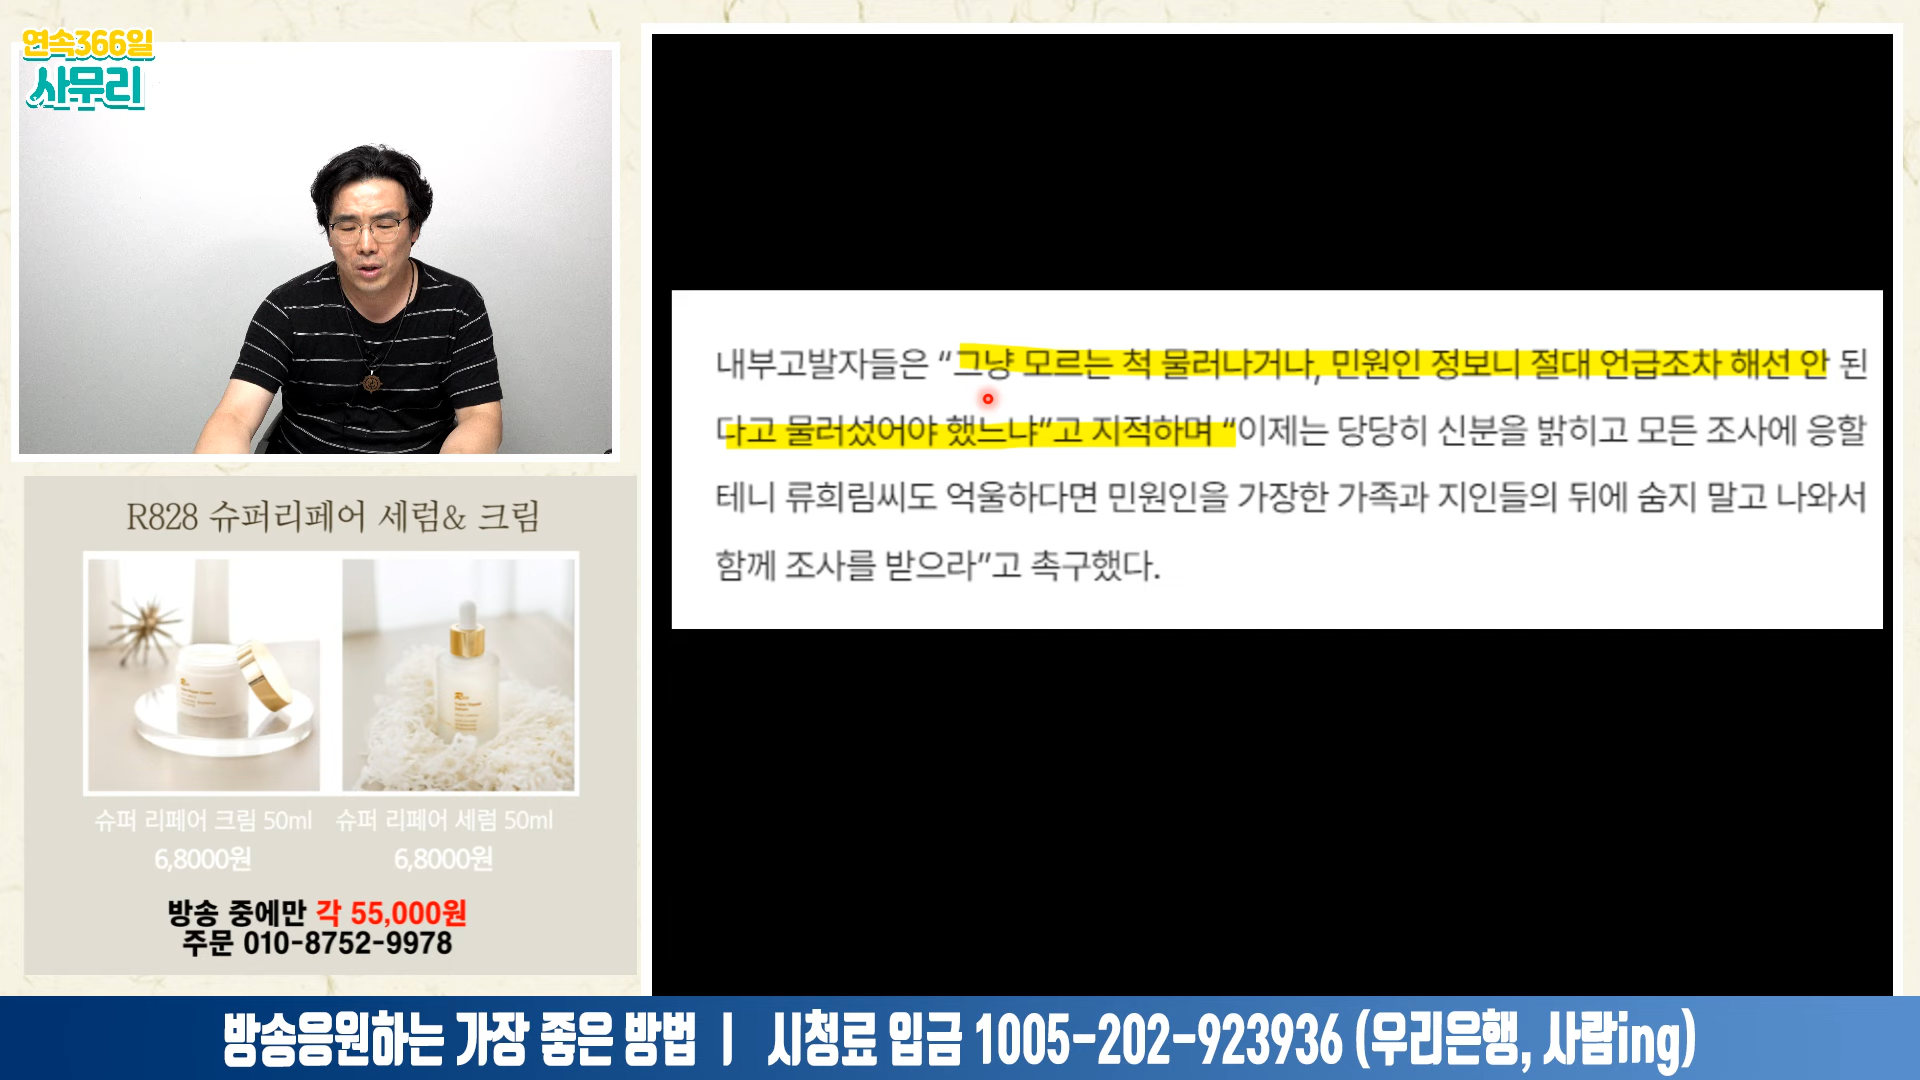 연속366일
사무리
내부고발자들은 “그냥 모르는 척 물러나거나, 민원인 정보니 절대 언급조차 해선 안 된
다고 물러섰어야 했느냐”고 지적하며 “이제는 당당히 신분을 밝히고 모든 조사에 응할
테니 류희림씨도 억울하다면 민원인을 가장한 가족과 지인들의 뒤에 숨지 말고 나와서
함께 조사를 받으라”고 촉구했다.
R828 슈퍼리페어 세럼& 크림
슈퍼 리페어 크림 50ml 슈퍼 리페어 세럼 50ml
6,8000원 6,8000원
방송 중에만 각 55,000원
주문 010-8752-9978
방송응원하는 가장 좋은 방법 | 시청료 입금 1005-202-923936 (우리은행, 사람ing)